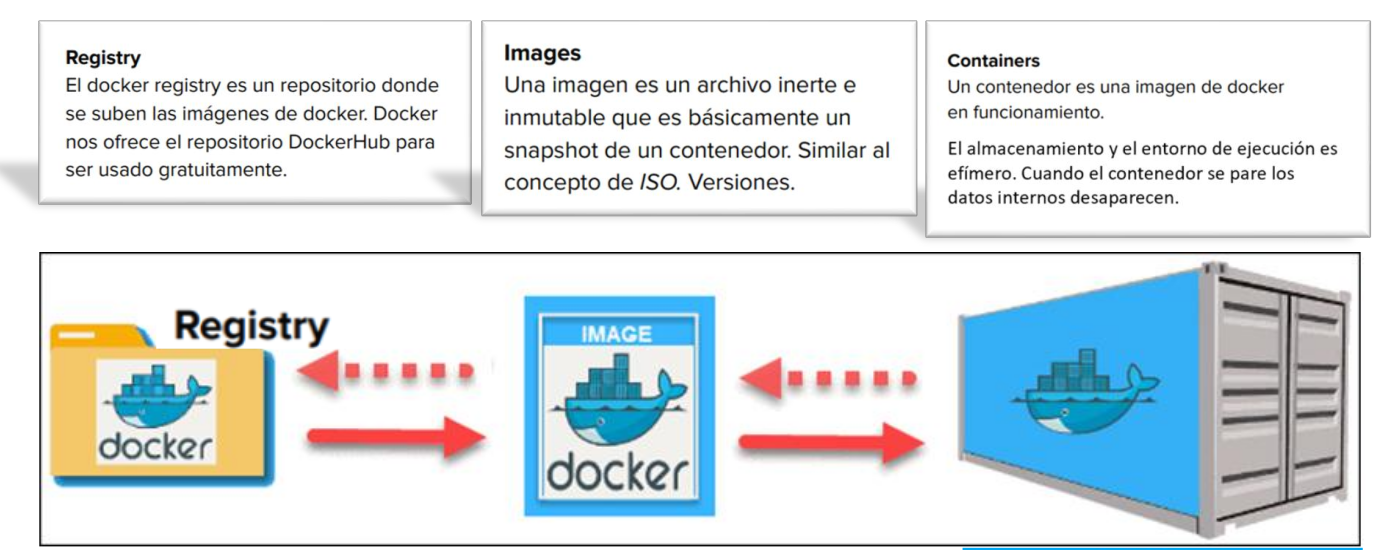 Registry
El docker registry es un repositorio donde
se suben las imágenes de docker. Docker
nos ofrece el repositorio DockerHub para
ser usado gratuitamente.
Images
Una imagen es un archivo inerte e
inmutable que es básicamente un
snapshot de un contenedor. Similar al
concepto de ISO. Versiones.
Containers
Un contenedor es una imagen de docker
en funcionamiento.
El almacenamiento y el entorno de ejecución es
efímero. Cuando el contenedor se pare los
datos internos desaparecen.
Registry
docker
IMAGE
docker